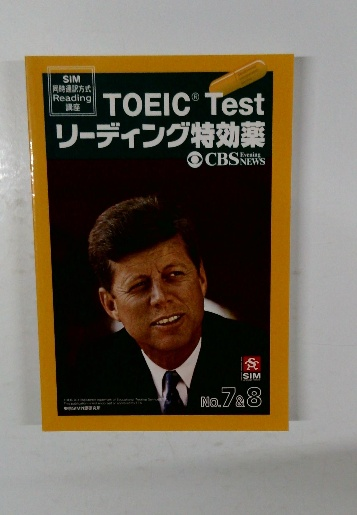 SIM
同時通訳方式
Reading
講座
TOEIC® Test
リーディング特効薬
CBS Evening NEWS
SIM
No.7&8